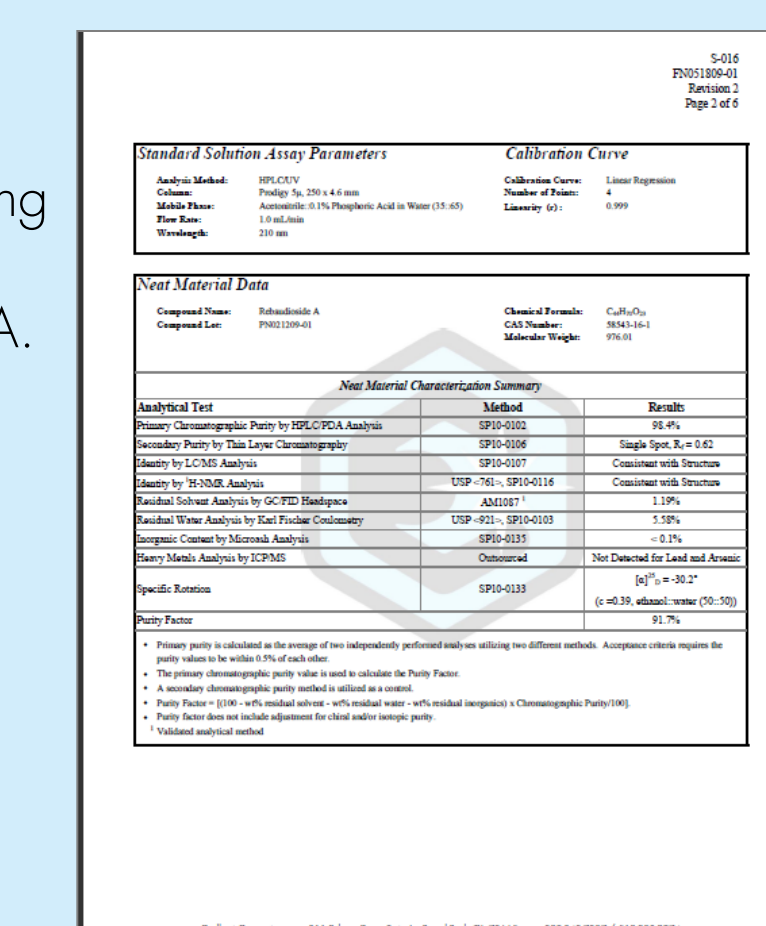 ng
A.
S-016
FN051809-01
Revision 2
Page 2 of 6
Standard Solution Assay Parameters
Analysis Method: HPLC/UV
Column: Prodigy 5µ, 250 x 4.6 mm
Mobile Phase: Acetonitrile::0.1% Phosphoric Acid in Water (35::65)
Flow Rate: 1.0 mL/min
Wavelength: 210 nm
Calibration Curve
Calibration Curve: Linear Regression
Number of Points: 4
Linearity (r) : 0.999
Neat Material Data
Compound Name: Rebaudioside A
Compound Lot: PN021209-01
Chemical Formula:
CAS Number: 58543-16-1
Molecular Weight: 976.01
Neat Material Characterization Summary
Analytical Test Method Results
Primary Chromatographic Purity by HPLC/PDA Analysis SP10-0102 98.4%
Secondary Purity by Thin Layer Chromatography SP10-0106 Single Spot, Rf = 0.62
Identity by LC/MS Analysis SP10-0107 Consistent with Structure
Identity by ¹H-NMR Analysis USP <761>, SP10-0116 Consistent with Structure
Residual Solvent Analysis by GC/FID Headspace AM1087 ¹ 1.19%
Residual Water Analysis by Karl Fischer Coulometry USP <921>, SP10-0103 5.58%
Inorganic Content by Microash Analysis SP10-0135 < 0.1%
Heavy Metals Analysis by ICP/MS Outsourced Not Detected for Lead and Arsenic
Specific Rotation SP10-0133 [α]²⁵D = -30.2°
(c =0.39, ethanol::water (50::50))
Purity Factor 91.7%
• Primary purity is calculated as the average of two independently performed analyses utilizing two different methods. Acceptance criteria requires the
purity values to be within 0.5% of each other.
• The primary chromatographic purity value is used to calculate the Purity Factor.
• A secondary chromatographic purity method is utilized as a control.
• Purity Factor = [(100 - wt% residual solvent - wt% residual water - wt% residual inorganics) x Chromatographic Purity/100].
• Purity factor does not include adjustment for chiral and/or isotopic purity.
¹ Validated analytical method